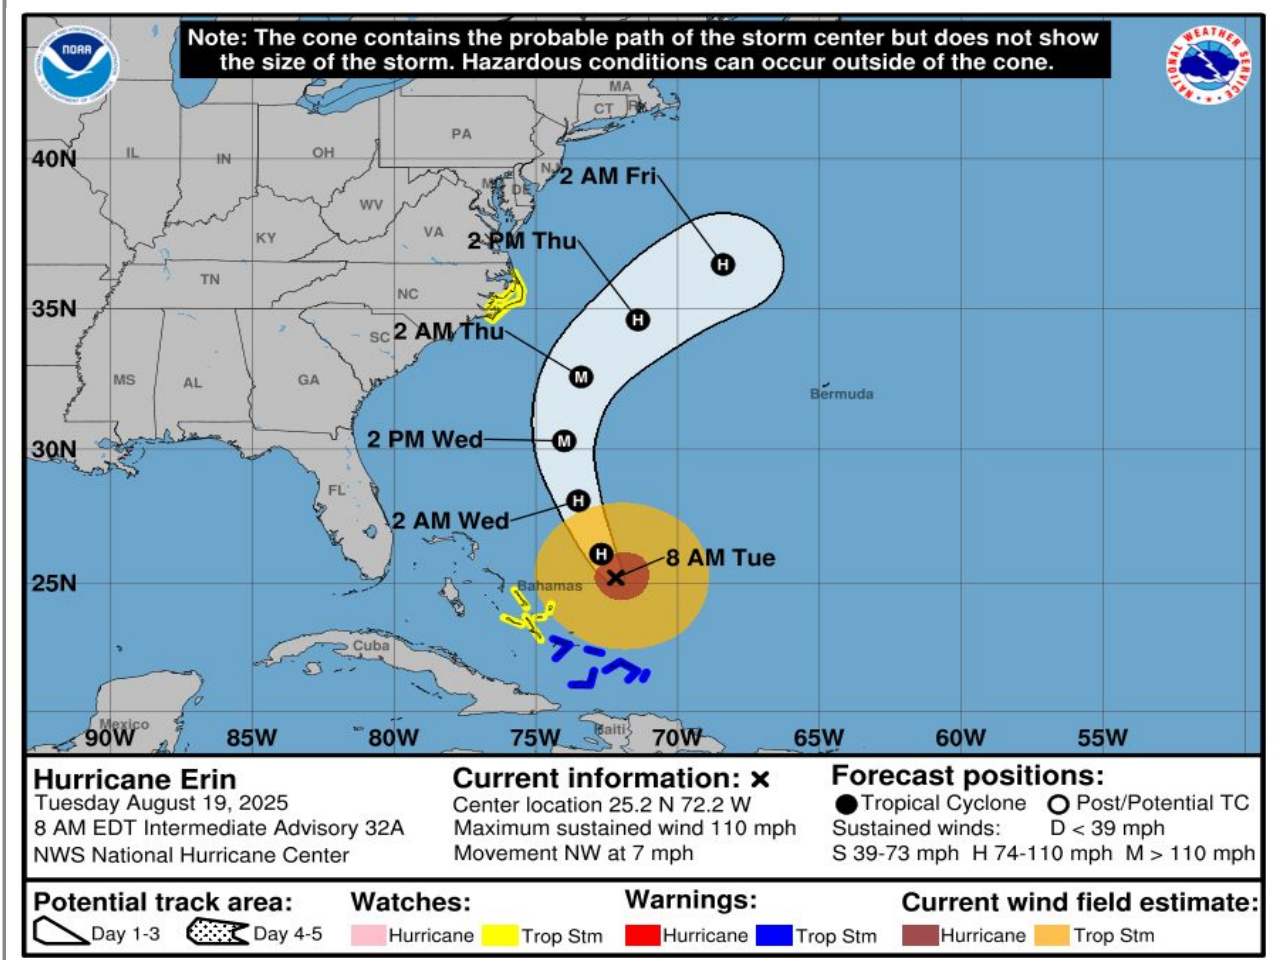 Note: The cone contains the probable path of the storm center but does not show
the size of the storm. Hazardous conditions can occur outside of the cone.
NOAA
NATIONAL WEATHER SERVICE
MA
CT
PA
40N
IL
IN
OH
NJ
2 AM Fri
DE
WV
KY
VA
2 PM Thu
TN
NC
35N
SC
2 AM Thu
MS
AL
GA
Bermuda
2 PM Wed
30N
FL
2 AM Wed
8 AM Tue
25N
Bahamas
Cuba
Mexico
Haiti
90W 85W 80W 75W 70W 65W 60W 55W
Hurricane Erin
Tuesday August 19, 2025
8 AM EDT Intermediate Advisory 32A
NWS National Hurricane Center
Current information: x
Center location 25.2 N 72.2 W
Maximum sustained wind 110 mph
Movement NW at 7 mph
Forecast positions:
Tropical Cyclone Post/Potential TC
Sustained winds: D < 39 mph
S 39-73 mph H 74-110 mph M > 110 mph
Potential track area:
Day 1-3 Day 4-5
Watches:
Hurricane Trop Stm
Warnings:
Hurricane Trop Stm
Current wind field estimate:
Hurricane Trop Stm
H
H
M
M
H
H